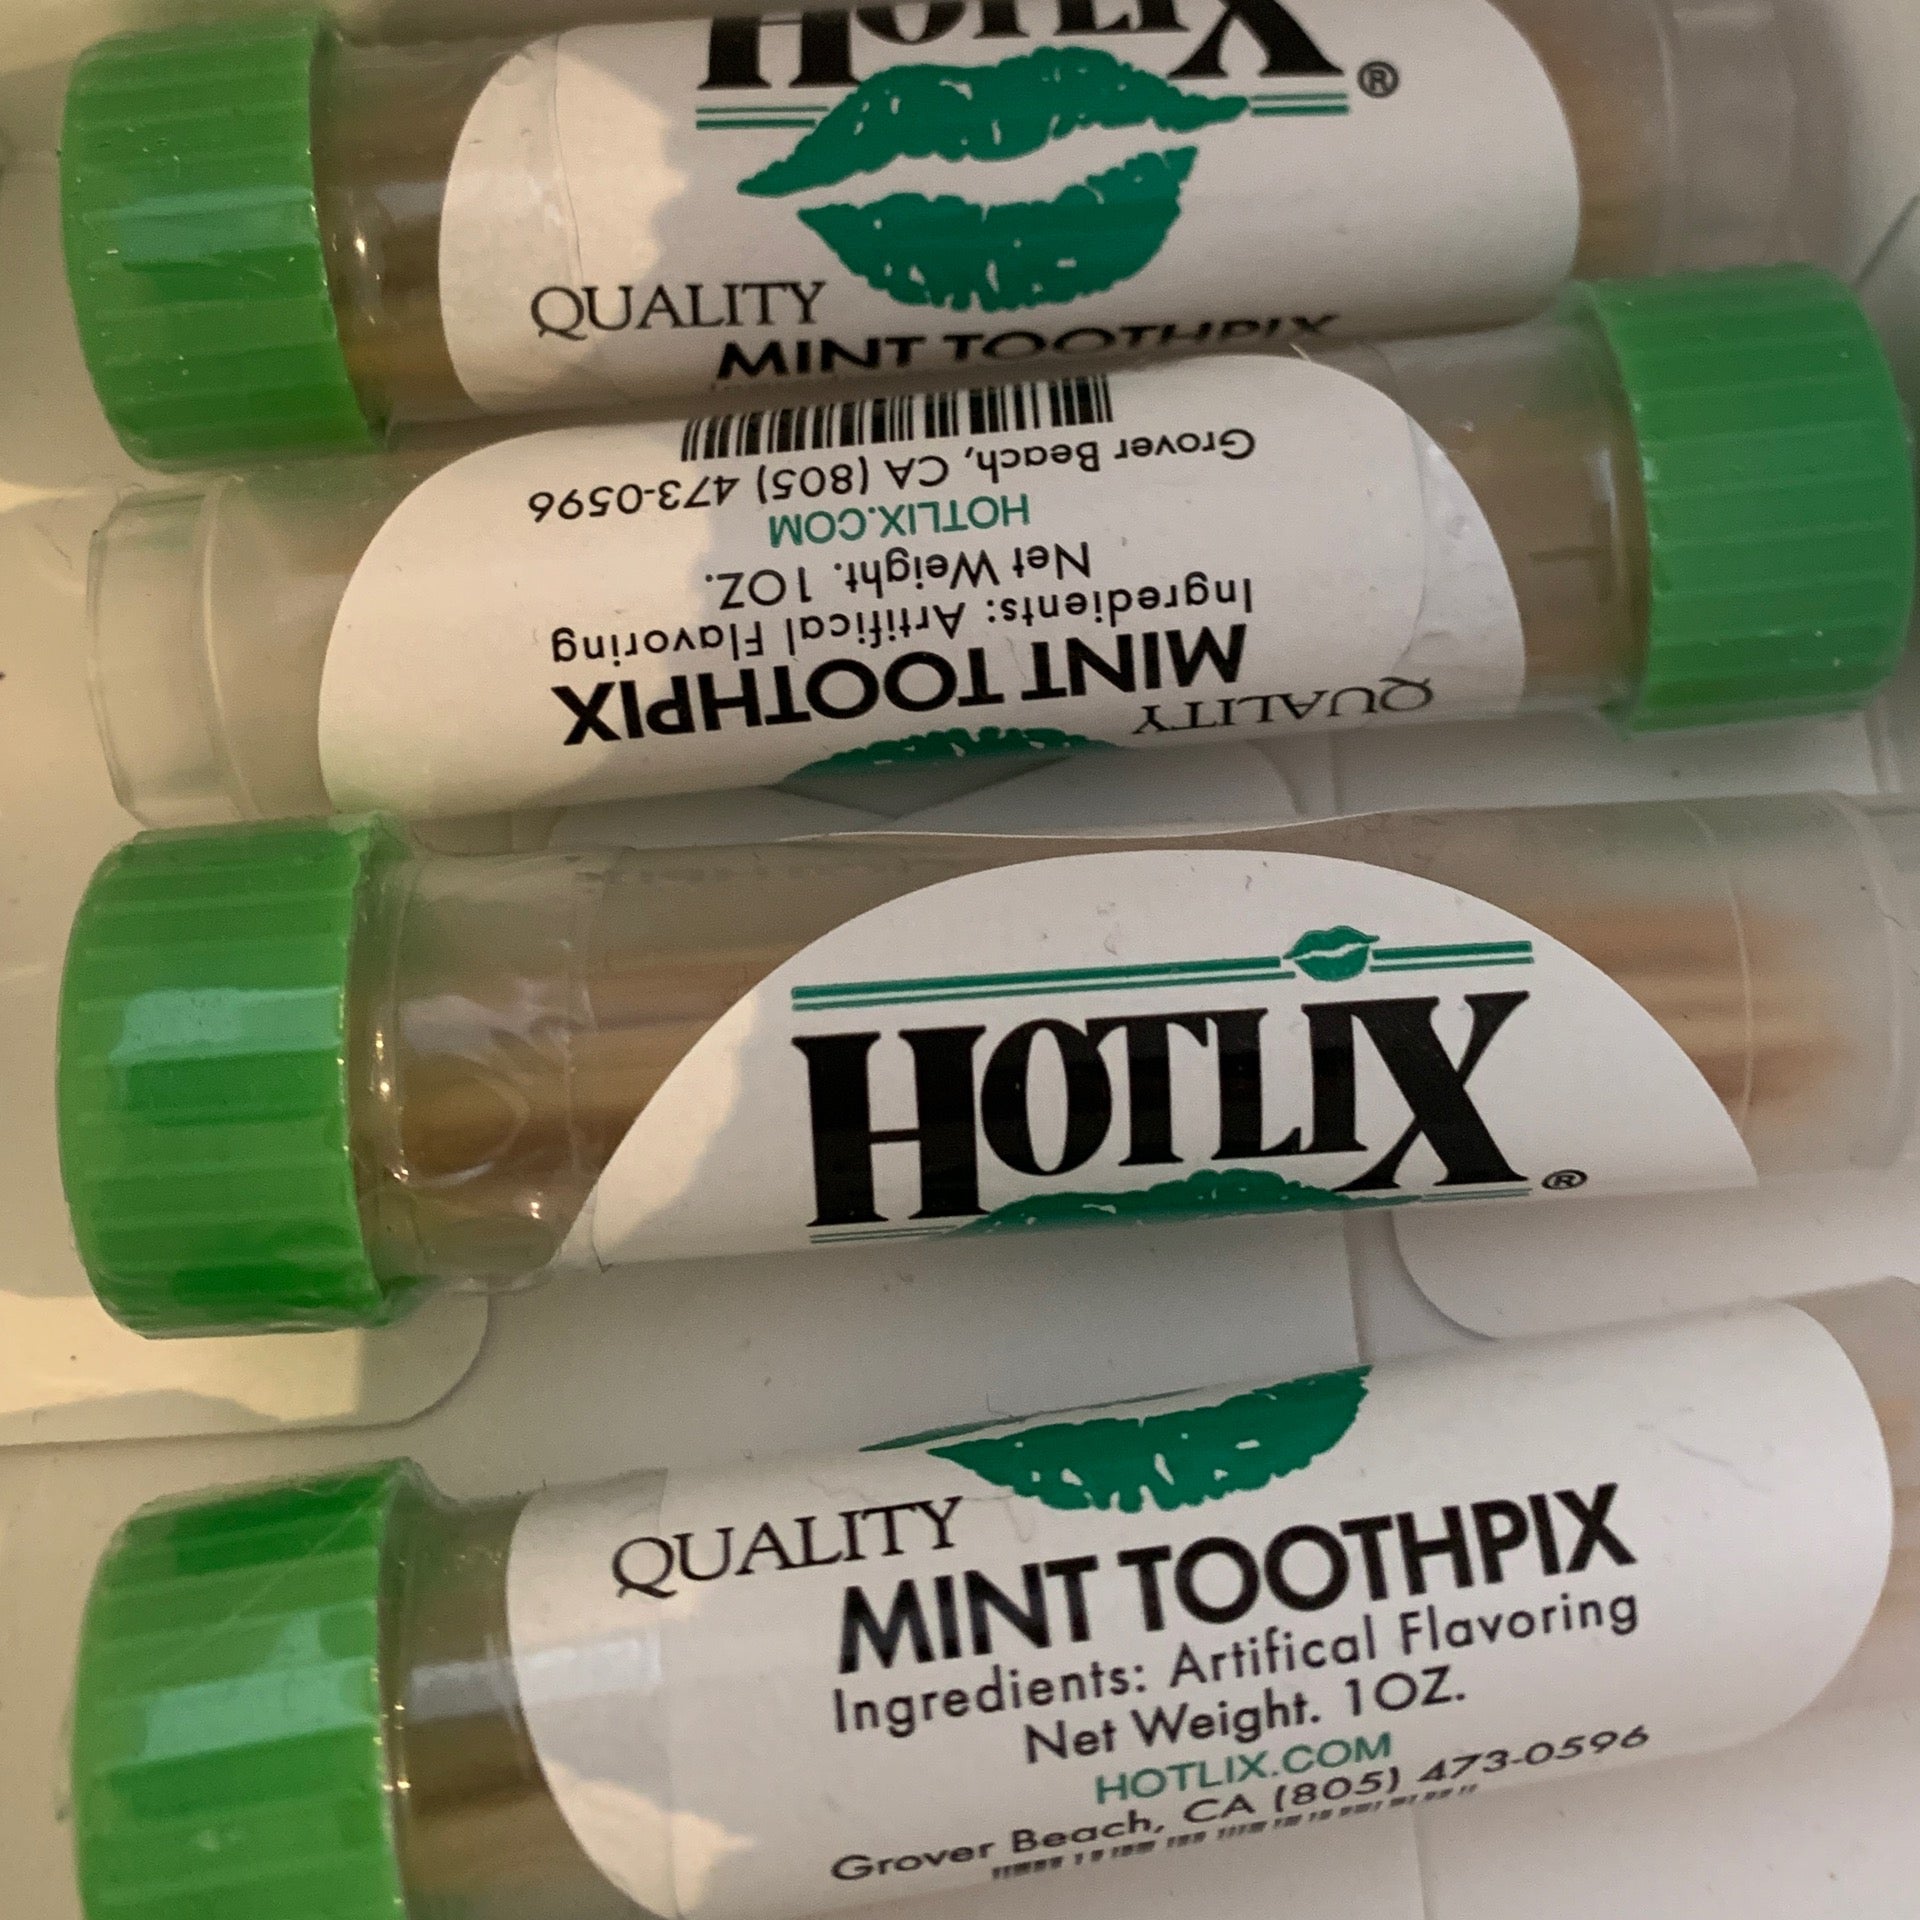 HOTLIX®
QUALITY
MINT TOOTHPIX
QUALITY
MINT TOOTHPIX
Ingredients: Artifical Flavoring
Net Weight. 1OZ.
HOTLIX.COM
Grover Beach, CA (805) 473-0596
HOTLIX®
QUALITY
MINT TOOTHPIX
Ingredients: Artifical Flavoring
Net Weight. 1OZ.
HOTLIX.COM
Grover Beach, CA (805) 473-0596